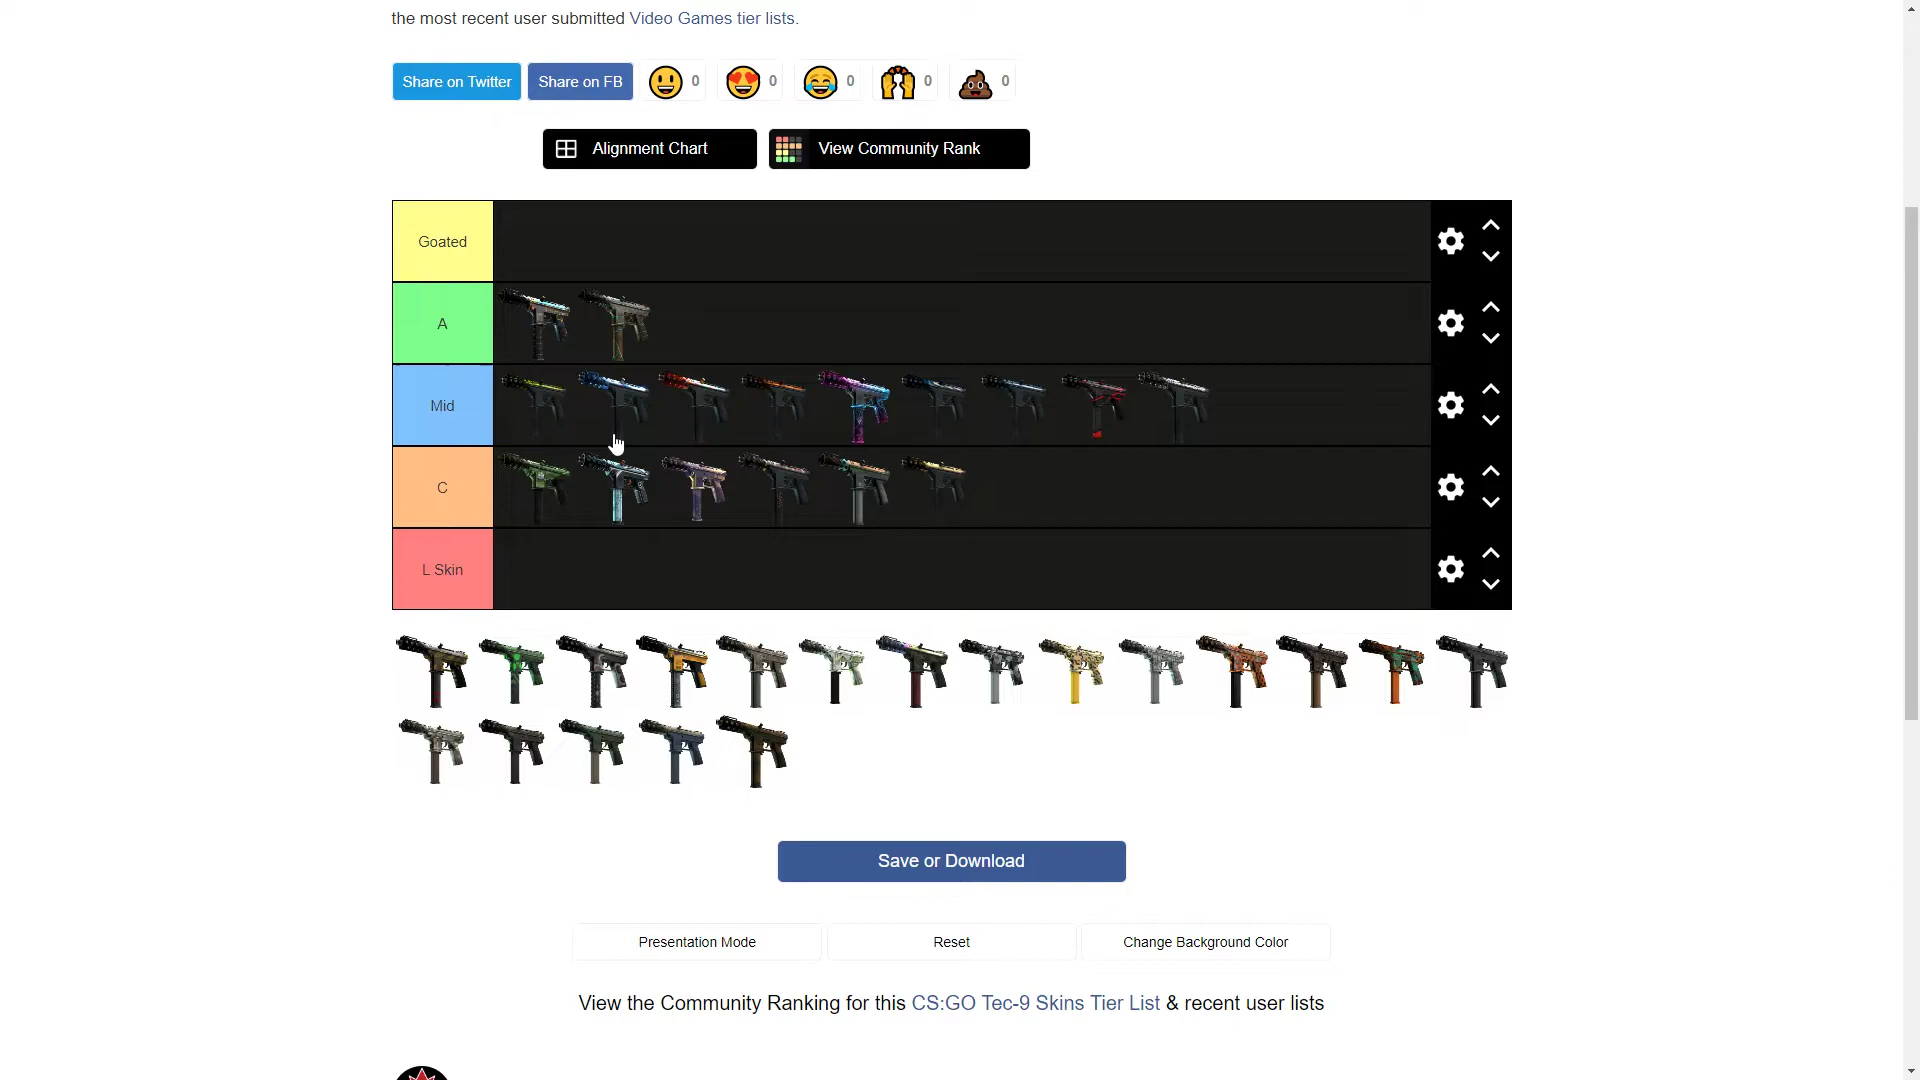 the most recent user submitted Video Games tier lists.
Share on Twitter Share on FB 0 0 0 0 0
Alignment Chart View Community Rank
Goated
A
Mid
C
L Skin
Save or Download
Presentation Mode Reset Change Background Color
View the Community Ranking for this CS:GO Tec-9 Skins Tier List & recent user lists